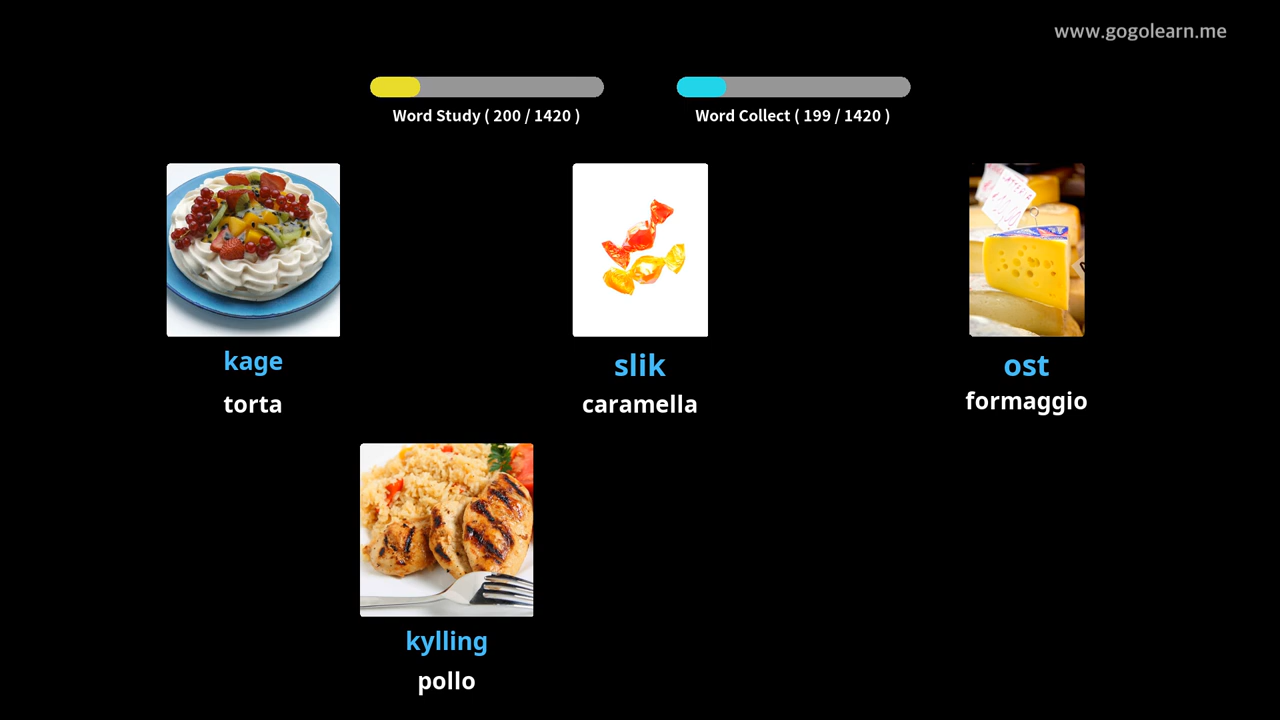 www.gogolearn.me
Word Study ( 200 / 1420 )
Word Collect ( 199 / 1420 )
kage
torta
slik
caramella
ost
formaggio
kylling
pollo